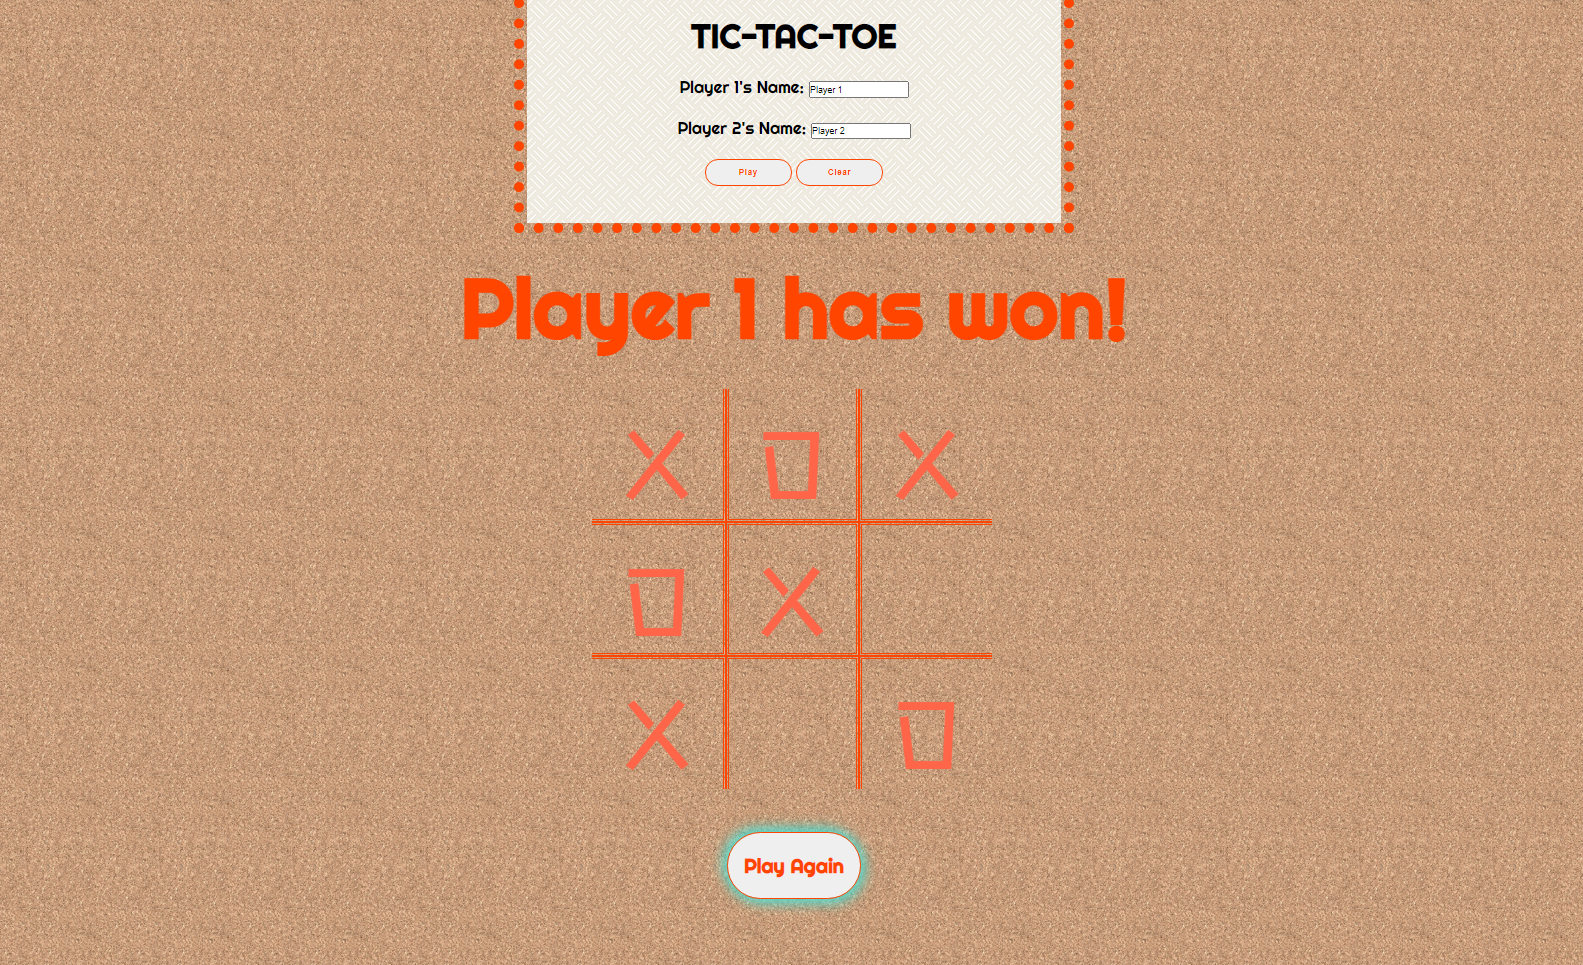 TIC-TAC-TOE
Player 1's Name: Player 1
Player 2's Name: Player 2
Play Clear
Player 1 has won!
X O X
O X
X O
Play Again